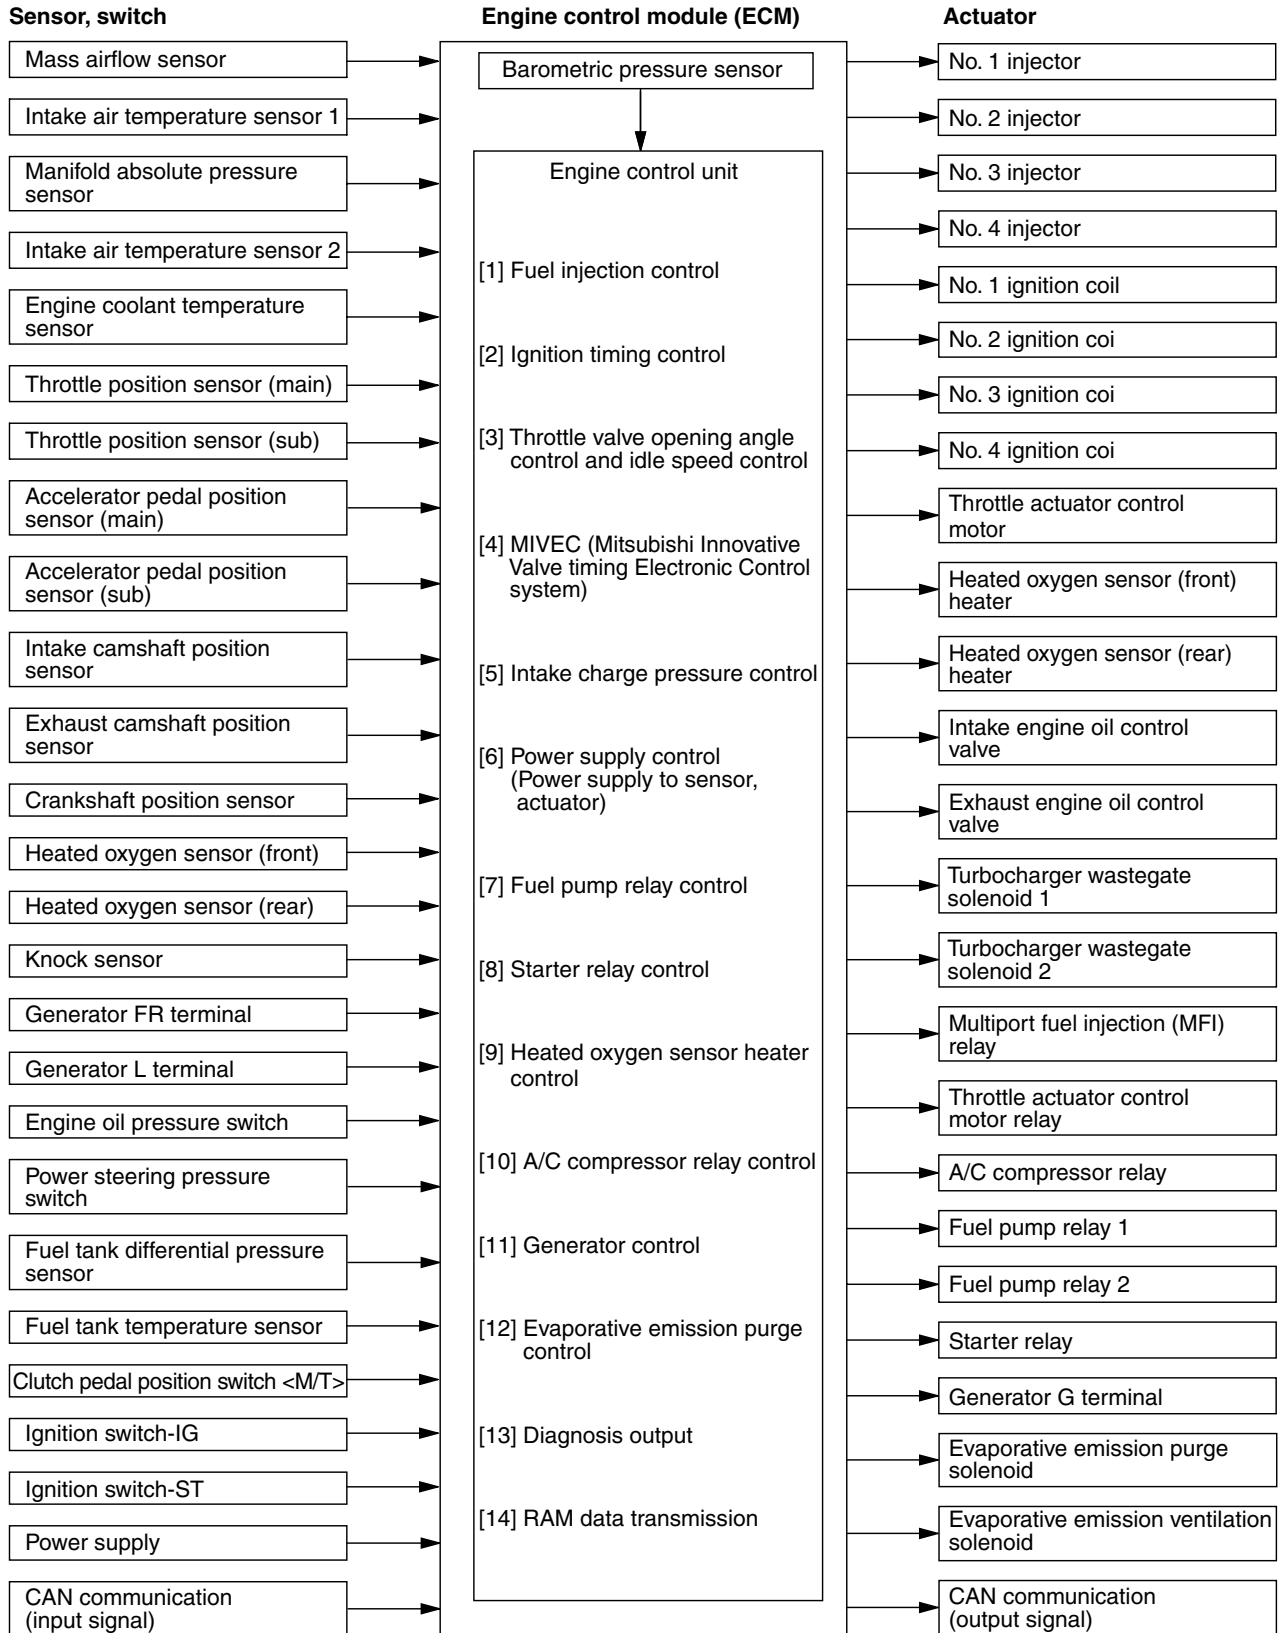 Sensor, switch
Mass airflow sensor
Intake air temperature sensor 1
Manifold absolute pressure
sensor
Intake air temperature sensor 2
Engine coolant temperature
sensor
Throttle position sensor (main)
Throttle position sensor (sub)
Accelerator pedal position
sensor (main)
Accelerator pedal position
sensor (sub)
Intake camshaft position
sensor
Exhaust camshaft position
sensor
Crankshaft position sensor
Heated oxygen sensor (front)
Heated oxygen sensor (rear)
Knock sensor
Generator FR terminal
Generator L terminal
Engine oil pressure switch
Power steering pressure
switch
Fuel tank differential pressure
sensor
Fuel tank temperature sensor
Clutch pedal position switch <M/T>
Ignition switch-IG
Ignition switch-ST
Power supply
CAN communication
(input signal)
Engine control module (ECM)
Barometric pressure sensor
Engine control unit
[1] Fuel injection control
[2] Ignition timing control
[3] Throttle valve opening angle
control and idle speed control
[4] MIVEC (Mitsubishi Innovative
Valve timing Electronic Control
system)
[5] Intake charge pressure control
[6] Power supply control
(Power supply to sensor,
actuator)
[7] Fuel pump relay control
[8] Starter relay control
[9] Heated oxygen sensor heater
control
[10] A/C compressor relay control
[11] Generator control
[12] Evaporative emission purge
control
[13] Diagnosis output
[14] RAM data transmission
Actuator
No. 1 injector
No. 2 injector
No. 3 injector
No. 4 injector
No. 1 ignition coil
No. 2 ignition coi
No. 3 ignition coi
No. 4 ignition coi
Throttle actuator control
motor
Heated oxygen sensor (front)
heater
Heated oxygen sensor (rear)
heater
Intake engine oil control
valve
Exhaust engine oil control
valve
Turbocharger wastegate
solenoid 1
Turbocharger wastegate
solenoid 2
Multiport fuel injection (MFI)
relay
Throttle actuator control
motor relay
A/C compressor relay
Fuel pump relay 1
Fuel pump relay 2
Starter relay
Generator G terminal
Evaporative emission purge
solenoid
Evaporative emission ventilation
solenoid
CAN communication
(output signal)